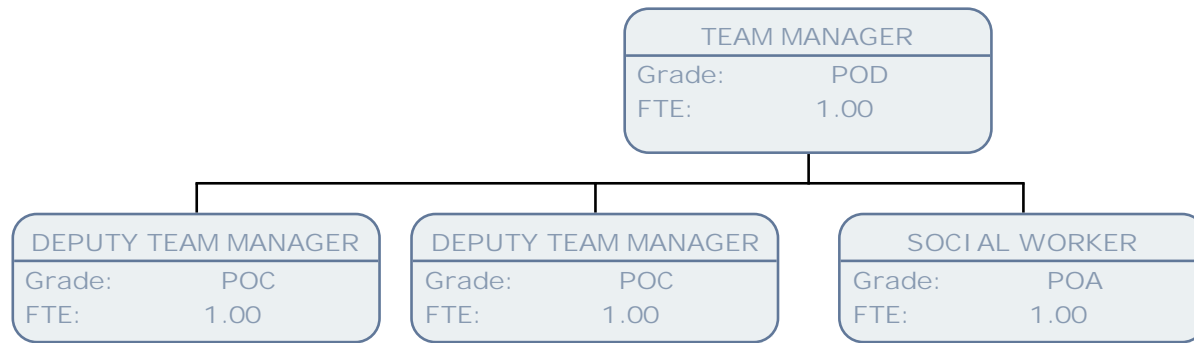 TEAM MANAGER
Grade: POD
FTE: 1.00
DEPUTY TEAM MANAGER
Grade: POC
FTE: 1.00
DEPUTY TEAM MANAGER
Grade: POC
FTE: 1.00
SOCIAL WORKER
Grade: POA
FTE: 1.00